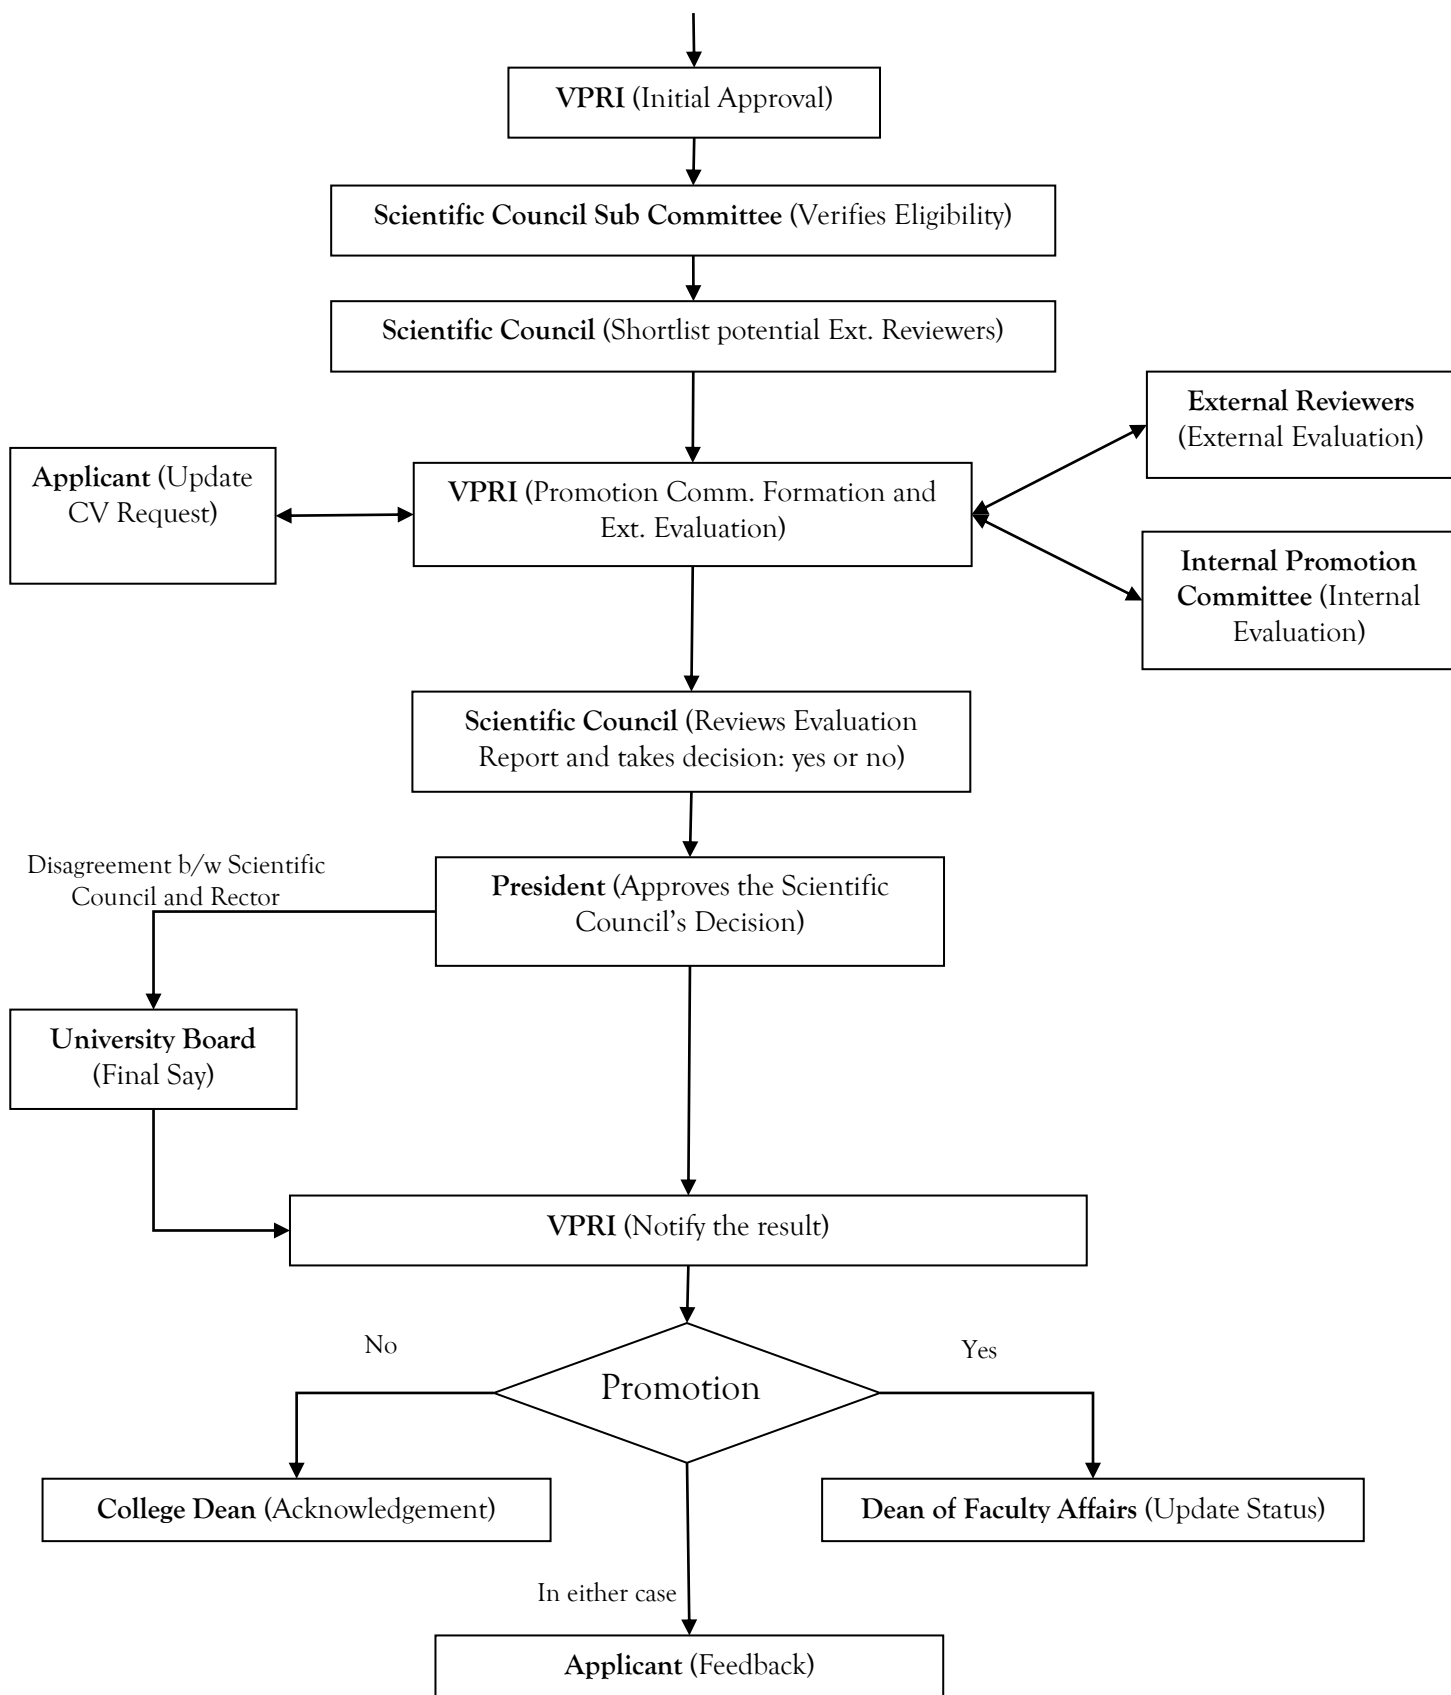 VPRI (Initial Approval)
Scientific Council Sub Committee (Verifies Eligibility)
Scientific Council (Shortlist potential Ext. Reviewers)
External Reviewers
(External Evaluation)
Applicant (Update
CV Request)
VPRI (Promotion Comm. Formation and
Ext. Evaluation)
Internal Promotion
Committee (Internal
Evaluation)
Scientific Council (Reviews Evaluation
Report and takes decision: yes or no)
Disagreement b/w Scientific
Council and Rector
President (Approves the Scientific
Council’s Decision)
University Board
(Final Say)
VPRI (Notify the result)
No
Yes
Promotion
College Dean (Acknowledgement)
Dean of Faculty Affairs (Update Status)
In either case
Applicant (Feedback)